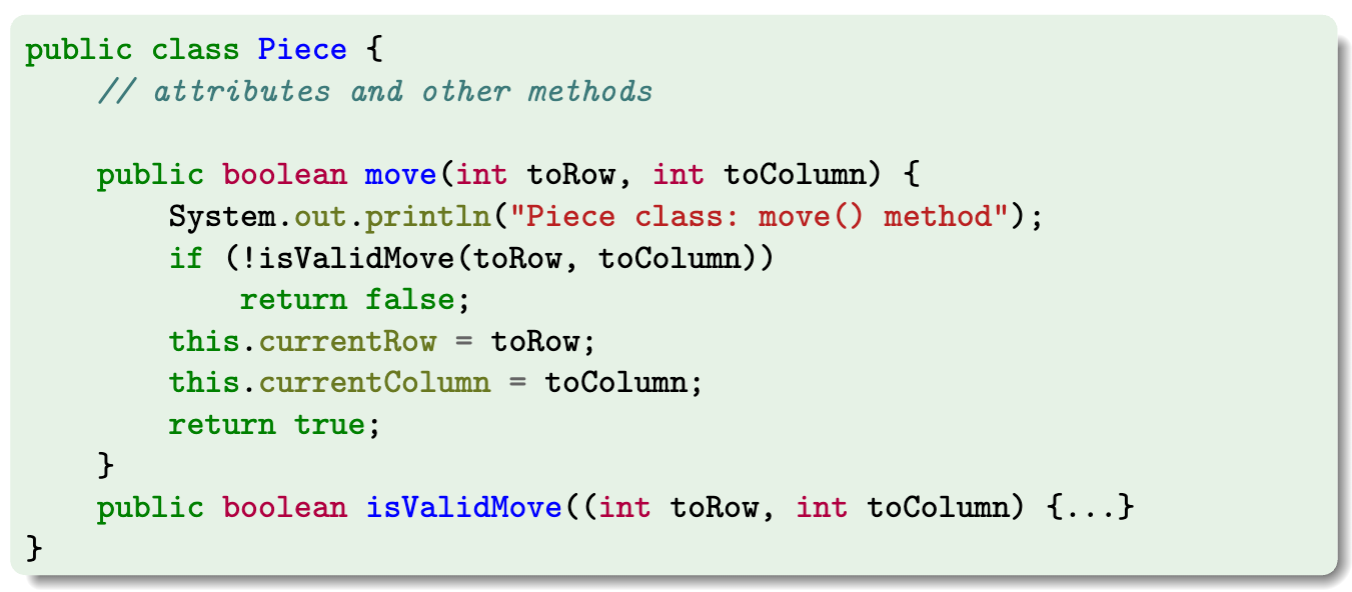 public class Piece {
    // attributes and other methods

    public boolean move(int toRow, int toColumn) {
        System.out.println("Piece class: move() method");
        if (!isValidMove(toRow, toColumn))
            return false;
        this.currentRow = toRow;
        this.currentColumn = toColumn;
        return true;
    }
    public boolean isValidMove((int toRow, int toColumn) {...}
}